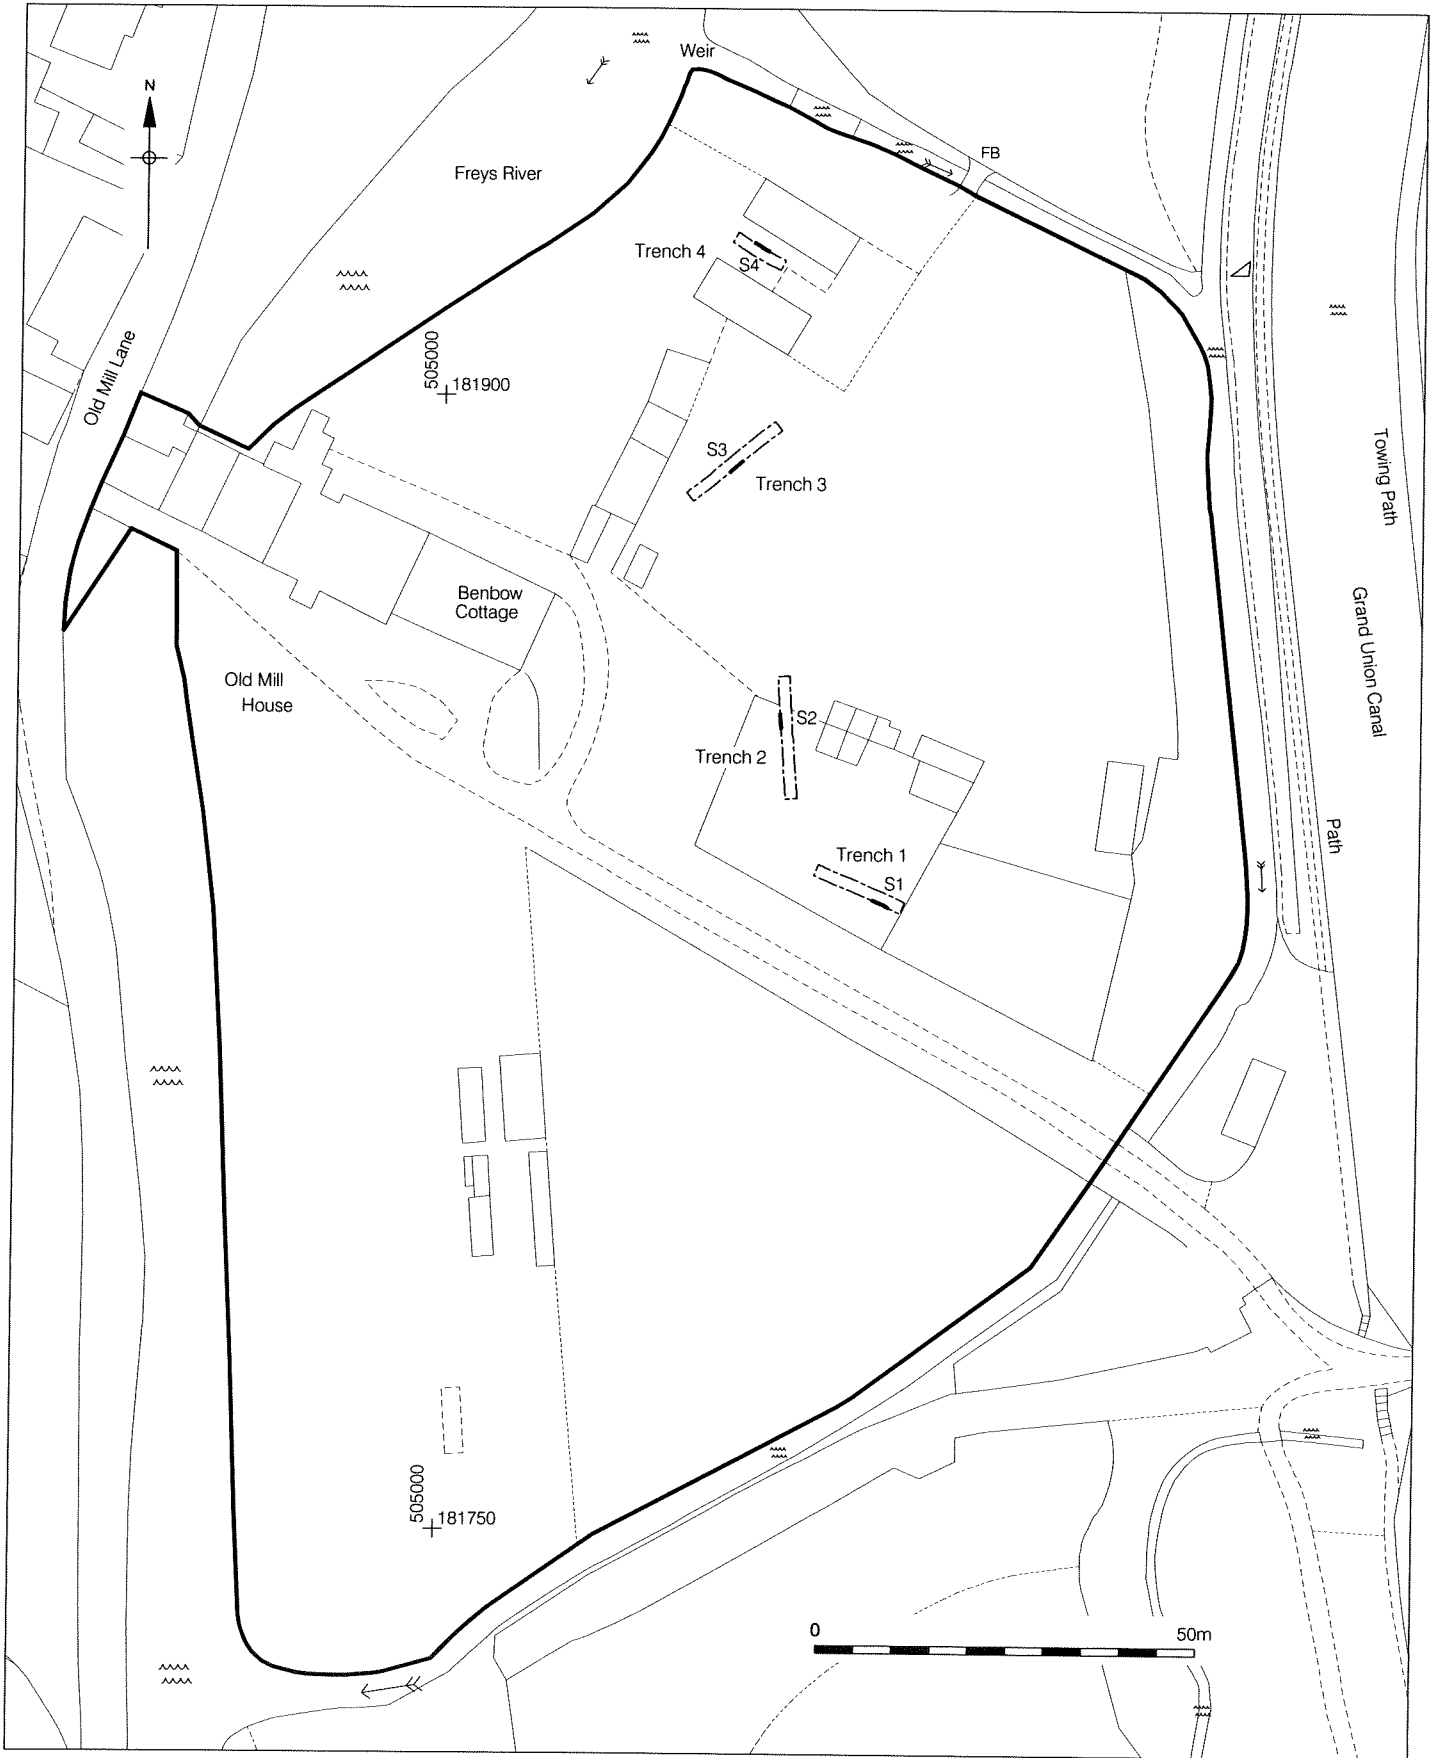 Weir
N
FB
Freys River
Trench 4
S4
Old Mill Lane
505000
181900
S3
Trench 3
Towing Path
Benbow
Cottage
Grand Union Canal
Old Mill
House
S2
Trench 2
Path
Trench 1
S1
505000
181750
0
50m